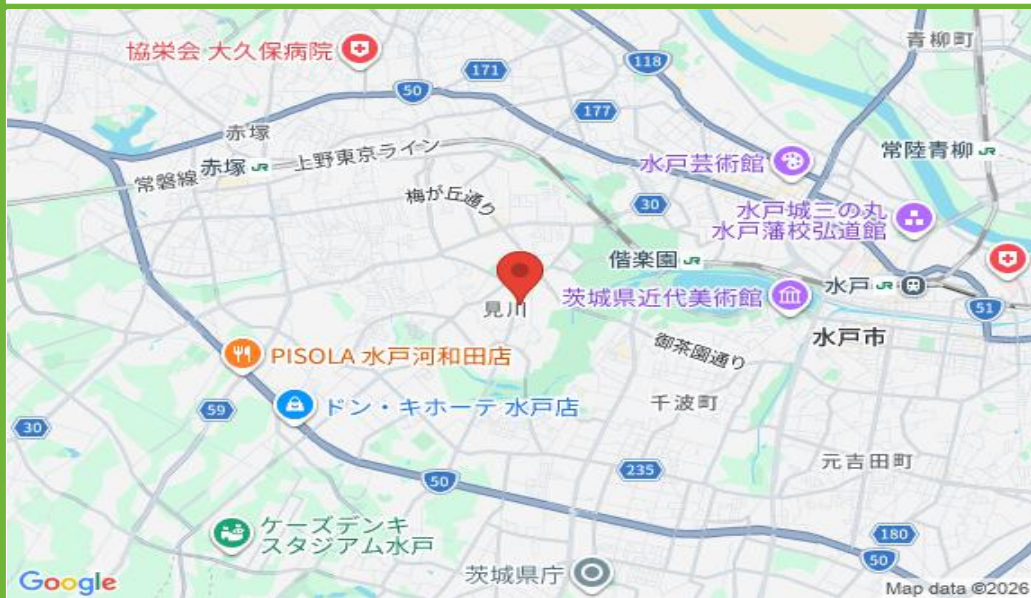 青柳町
協栄会 大久保病院
118
171
50
177
赤塚
上野東京ライン
水戸芸術館
常陸青柳 JR
赤塚 JR
常磐線
梅が丘通り
30
水戸城三の丸
水戸藩校弘道館
偕楽園 JR
水戸 JR
茨城県近代美術館
見川
51
水戸市
御茶園通り
PISOLA 水戸河和田店
千波町
ドン・キホーテ 水戸店
59
30
元吉田町
235
50
ケーズデンキ
スタジアム水戸
180
50
茨城県庁
Google
Map data ©2026